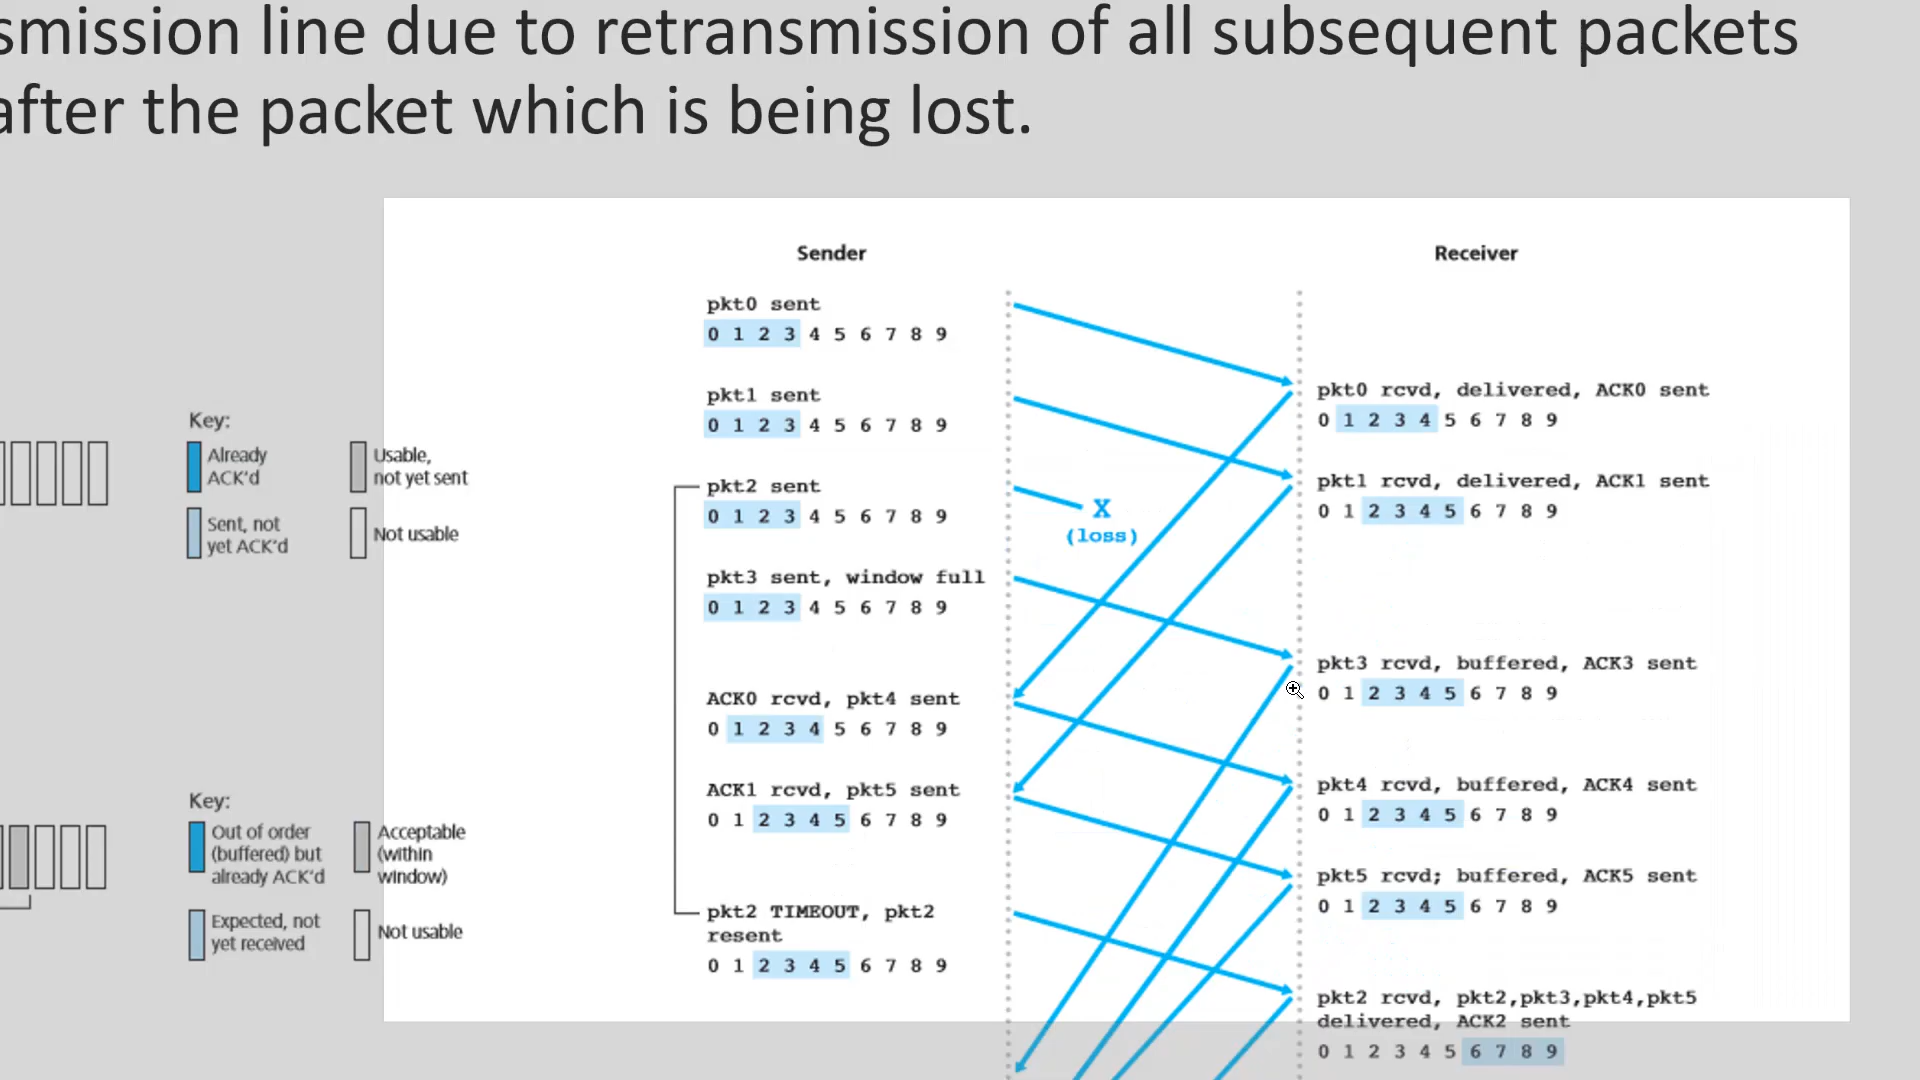 smission line due to retransmission of all subsequent packets
after the packet which is being lost.
Key:
Already
ACK'd
Usable,
not yet sent
Sent, not
yet ACK'd
Not usable
Key:
Out of order
(buffered) but
already ACK'd
Acceptable
(within
window)
Expected, not
yet received
Not usable
Sender
pkt0 sent
0 1 2 3 4 5 6 7 8 9
pkt1 sent
0 1 2 3 4 5 6 7 8 9
pkt2 sent
0 1 2 3 4 5 6 7 8 9
pkt3 sent, window full
0 1 2 3 4 5 6 7 8 9
ACK0 rcvd, pkt4 sent
0 1 2 3 4 5 6 7 8 9
ACK1 rcvd, pkt5 sent
0 1 2 3 4 5 6 7 8 9
pkt2 TIMEOUT, pkt2
resent
0 1 2 3 4 5 6 7 8 9
X
(loss)
Receiver
pkt0 rcvd, delivered, ACK0 sent
0 1 2 3 4 5 6 7 8 9
pkt1 rcvd, delivered, ACK1 sent
0 1 2 3 4 5 6 7 8 9
pkt3 rcvd, buffered, ACK3 sent
0 1 2 3 4 5 6 7 8 9
pkt4 rcvd, buffered, ACK4 sent
0 1 2 3 4 5 6 7 8 9
pkt5 rcvd; buffered, ACK5 sent
0 1 2 3 4 5 6 7 8 9
pkt2 rcvd, pkt2,pkt3,pkt4,pkt5
delivered, ACK2 sent
0 1 2 3 4 5 6 7 8 9